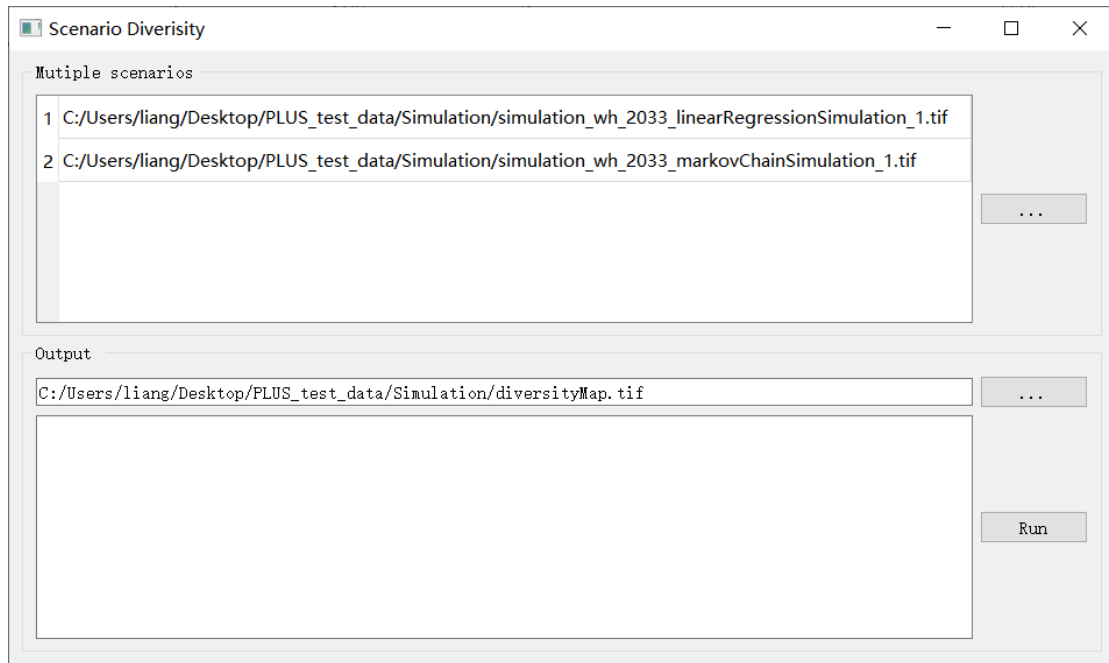 Scenario Diverisity
Mutiple scenarios
1 C:/Users/liang/Desktop/PLUS_test_data/Simulation/simulation_wh_2033_linearRegressionSimulation_1.tif
2 C:/Users/liang/Desktop/PLUS_test_data/Simulation/simulation_wh_2033_markovChainSimulation_1.tif
...
Output
C:/Users/liang/Desktop/PLUS_test_data/Simulation/diversityMap.tif
...
Run